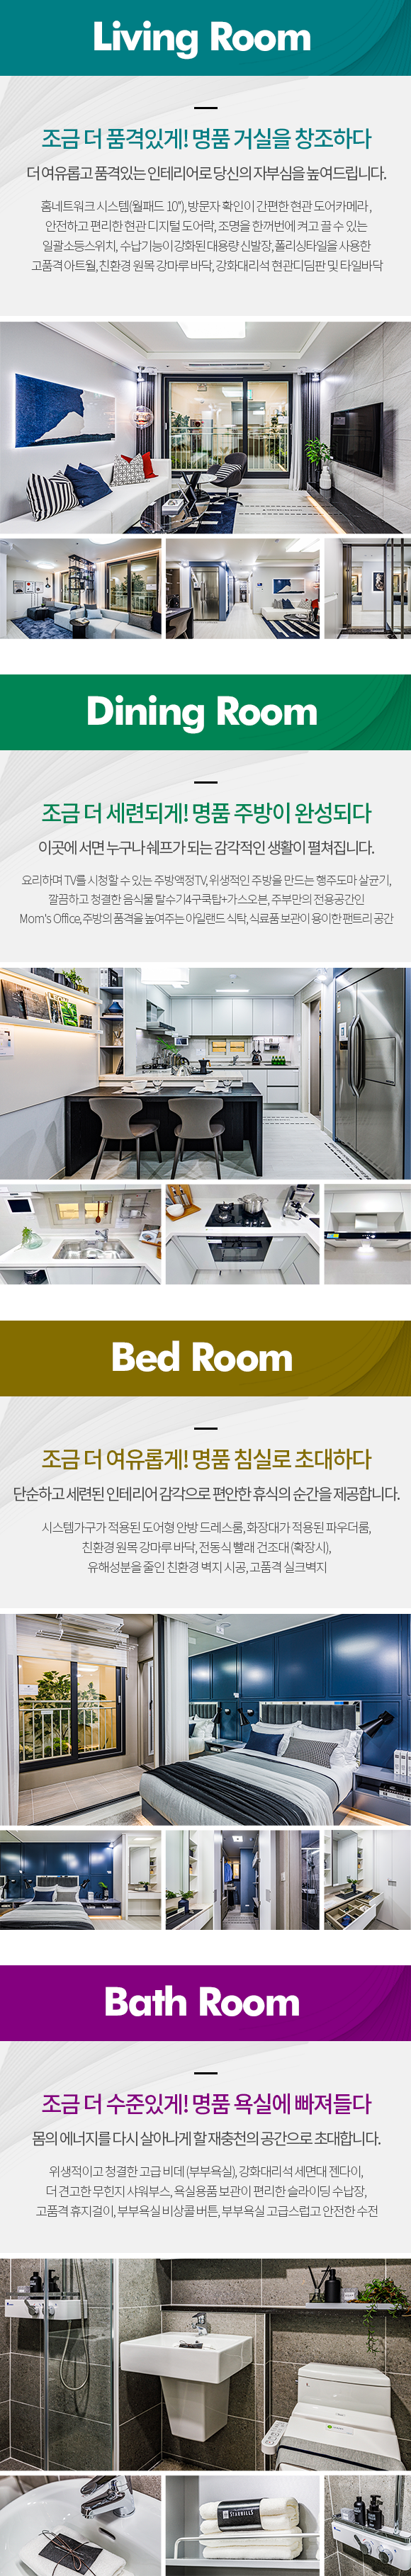 Living Room
조금 더 품격있게! 명품 거실을 창조하다
더 여유롭고 품격있는 인테리어로 당신의 자부심을 높여드립니다.
홈네트워크 시스템(월패드 10"), 방문자 확인이 간편한 현관 도어카메라,
안전하고 편리한 현관 디지털 도어락, 조명을 한꺼번에 켜고 끌 수 있는
일괄소등스위치, 수납기능이 강화된 대용량 신발장, 폴리싱타일을 사용한
고품격 아트월, 친환경 원목 강마루 바닥, 강화대리석 현관디딤판 및 타일바닥
Dining Room
조금 더 세련되게! 명품 주방이 완성되다
이곳에 서면 누구나 쉐프가 되는 감각적인 생활이 펼쳐집니다.
요리하며 TV를 시청할 수 있는 주방액정TV, 위생적인 주방을 만드는 행주도마 살균기,
깔끔하고 청결한 음식물 탈수기4구쿡탑+가스오븐, 주부만의 전용공간인
Mom's Office, 주방의 품격을 높여주는 아일랜드 식탁, 식료품 보관이 용이한 팬트리 공간
Bed Room
조금 더 여유롭게! 명품 침실로 초대하다
단순하고 세련된 인테리어 감각으로 편안한 휴식의 순간을 제공합니다.
시스템가구가 적용된 도어형 안방 드레스룸, 화장대가 적용된 파우더룸,
친환경 원목 강마루 바닥, 전동식 빨래 건조대 (확장시),
유해성분을 줄인 친환경 벽지 시공, 고품격 실크벽지
Bath Room
조금 더 수준있게! 명품 욕실에 빠져들다
몸의 에너지를 다시 살아나게 할 재충천의 공간으로 초대합니다.
위생적이고 청결한 고급 비데 (부부욕실), 강화대리석 세면대 젠다이,
더 견고한 무힌지 샤워부스, 욕실용품 보관이 편리한 슬라이딩 수납장,
고품격 휴지걸이, 부부욕실 비상콜 버튼, 부부욕실 고급스럽고 안전한 수전
STARHILLS